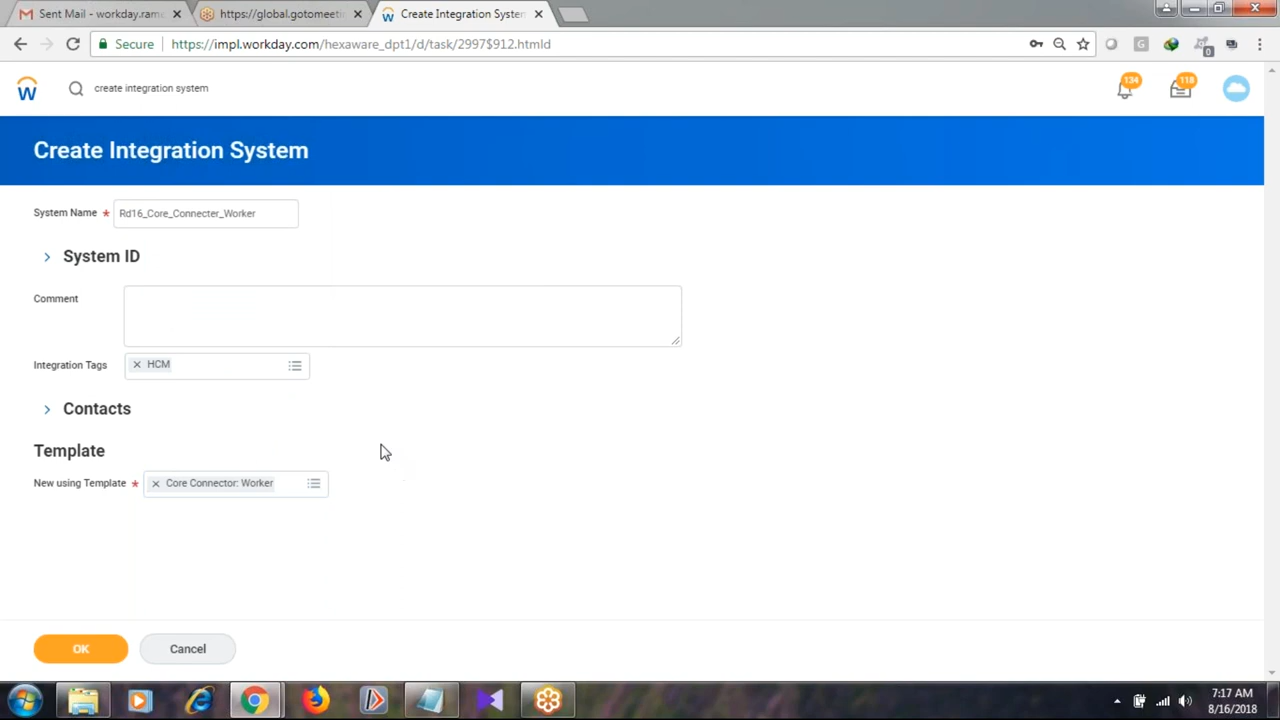 Sent Mail - workday.ramc
https://global.gotomeeti
Create Integration System
Secure
https://impl.workday.com/hexaware_dpt1/d/task/2997$912.htmld
create integration system
134
118
Create Integration System
System Name *
Rd16_Core_Connecter_Worker
System ID
Comment
Integration Tags
HCM
Contacts
Template
New using Template *
Core Connector: Worker
OK
Cancel
7:17 AM
8/16/2018